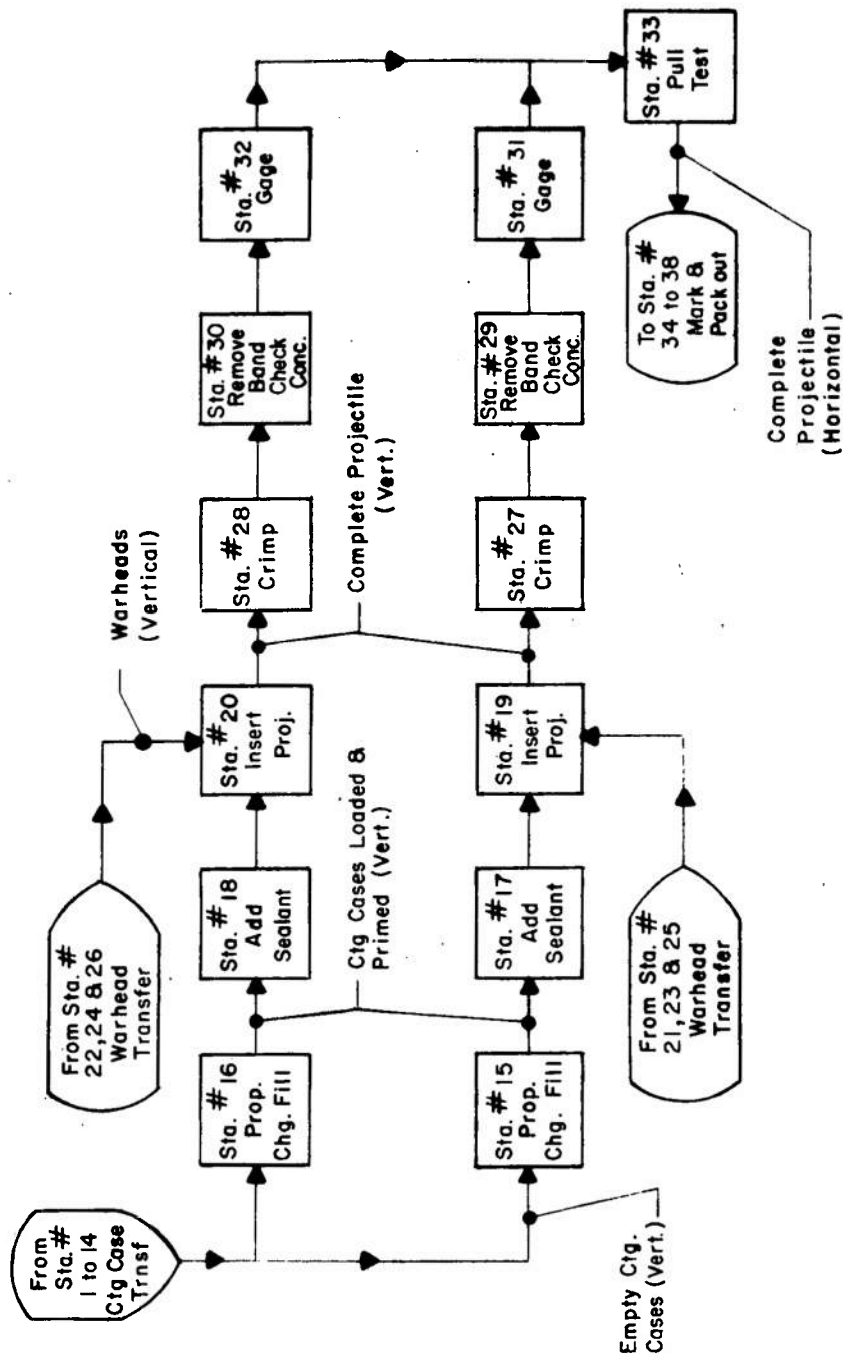 From
Sta.#
1 to 14
Ctg Case
Trnsf
Empty Ctg.
Cases (Vert.)
From Sta. #
22, 24 & 26
Warhead
Transfer
Warheads
(Vertical)
Sta. #16
Prop.
Chg. Fill
Sta. #18
Add
Sealant
Sta. #20
Insert
Proj.
Sta. #28
Crimp
Sta. #30
Remove
Band
Check
Conc.
Sta. #32
Gage
Ctg Cases Loaded &
Primed (Vert.)
Complete Projectile
(Vert.)
Sta. #15
Prop.
Chg. Fill
Sta. #17
Add
Sealant
Sta. #19
Insert
Proj.
Sta. #27
Crimp
Sta. #29
Remove
Band
Check
Conc.
Sta. #31
Gage
Sta. #33
Pull
Test
From Sta. #
21, 23 & 25
Warhead
Transfer
To Sta. #
34 to 38
Mark &
Pack out
Complete
Projectile
(Horizontal)